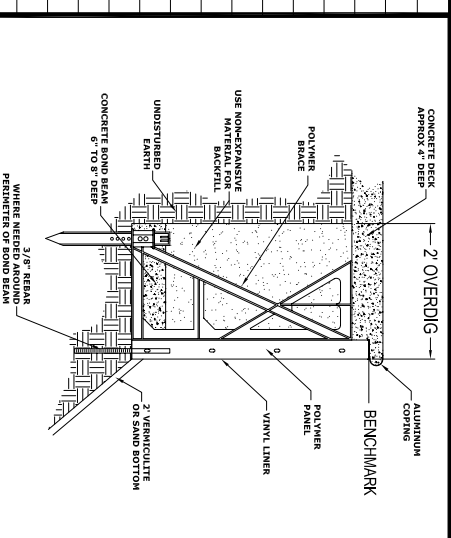 CONCRETE DECK
APPROX 4" DEEP
2' OVERDIG
ALUMINUM
COPING
BENCHMARK
POLYMER
BRACE
USE NON-EXPANSIVE
MATERIAL FOR
BACKFILL
UNDISTURBED
EARTH
CONCRETE BOND BEAM
6" TO 8" DEEP
3/8" REBAR
WHERE NEEDED AROUND
PERIMETER OF BOND BEAM
POLYMER
PANEL
VINYL LINER
2' VERMICULITE
OR SAND BOTTOM